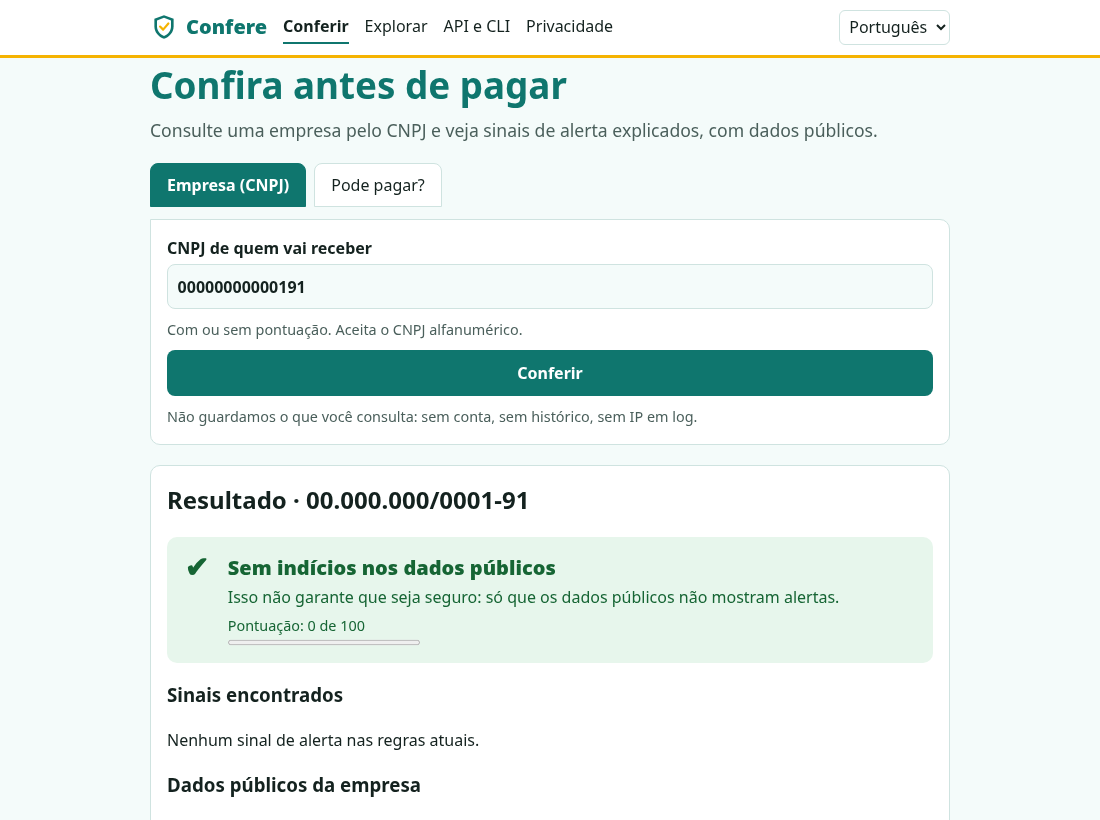 Confere Conferir Explorar API e CLI Privacidade Português
Confira antes de pagar
Consulte uma empresa pelo CNPJ e veja sinais de alerta explicados, com dados públicos.
Empresa (CNPJ) Pode pagar?
CNPJ de quem vai receber
00000000000191
Com ou sem pontuação. Aceita o CNPJ alfanumérico.
Conferir
Não guardamos o que você consulta: sem conta, sem histórico, sem IP em log.
Resultado · 00.000.000/0001-91
✔ Sem indícios nos dados públicos
Isso não garante que seja seguro: só que os dados públicos não mostram alertas.
Pontuação: 0 de 100
Sinais encontrados
Nenhum sinal de alerta nas regras atuais.
Dados públicos da empresa